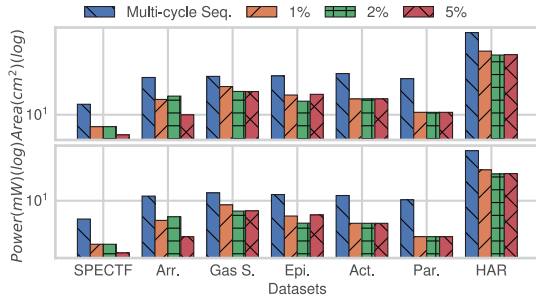 Multi-cycle Seq. 1% 2% 5%
Area(cm²)(log)
10¹
Power(mW)(log)
10¹
SPECTF Arr. Gas S. Epi. Act. Par. HAR
Datasets